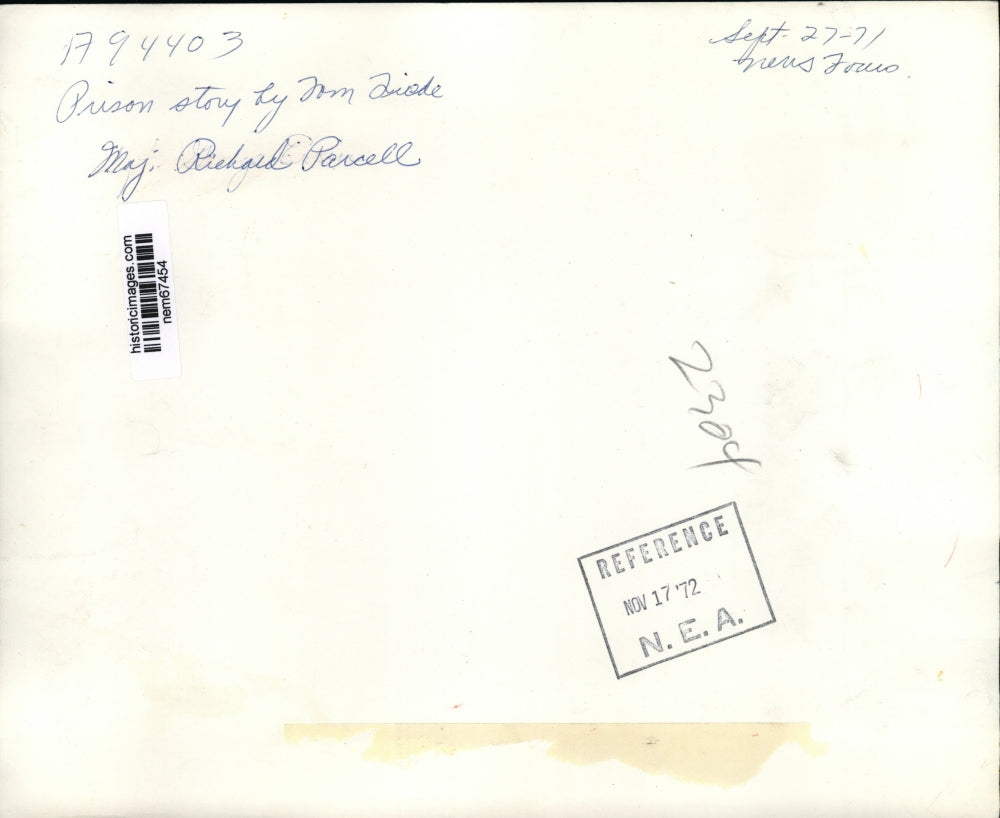 A94403
Sept. 27-71
News Focus.
Prison story by Tom Tiede
Maj. Richard Parcell
historicimages.com
nem67454
REFERENCE
NOV 17 '72
N. E. A.